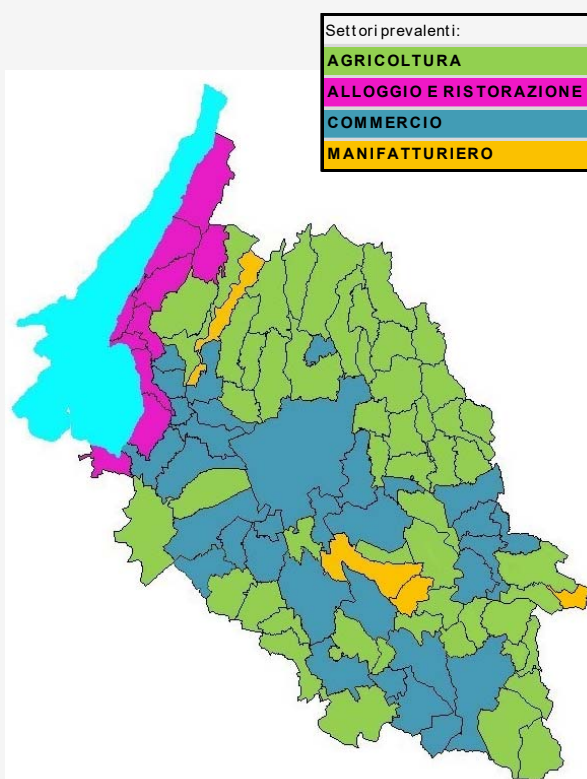 Settori prevalenti:
AGRICOLTURA
ALLOGGIO E RISTORAZIONE
COMMERCIO
MANIFATTURIERO